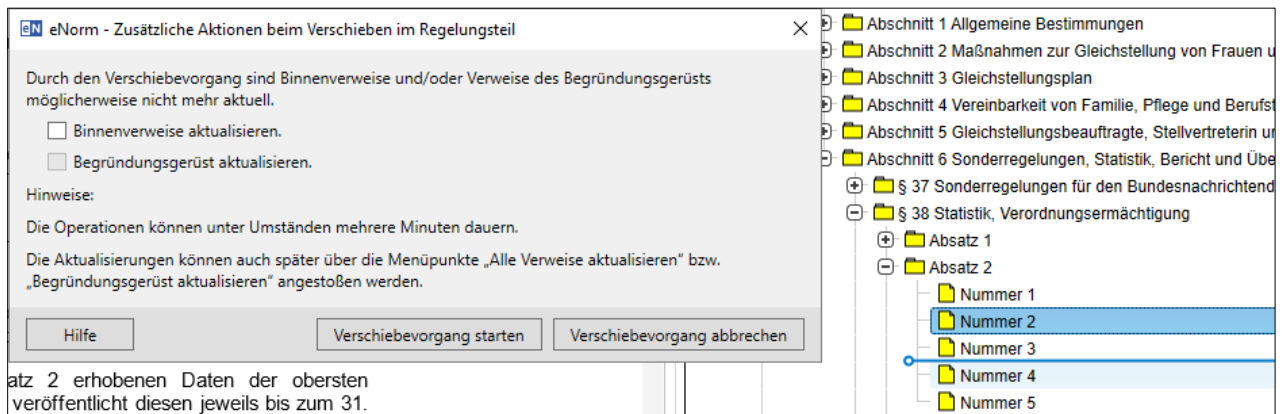 eN eNorm - Zusätzliche Aktionen beim Verschieben im Regelungsteil
Durch den Verschiebevorgang sind Binnenverweise und/oder Verweise des Begründungsgerüsts
möglicherweise nicht mehr aktuell.
Binnenverweise aktualisieren.
Begründungsgerüst aktualisieren.
Hinweise:
Die Operationen können unter Umständen mehrere Minuten dauern.
Die Aktualisierungen können auch später über die Menüpunkte „Alle Verweise aktualisieren" bzw.
„Begründungsgerüst aktualisieren" angestoßen werden.
Hilfe
Verschiebevorgang starten
Verschiebevorgang abbrechen
atz 2 erhobenen Daten der obersten
veröffentlicht diesen jeweils bis zum 31.
Abschnitt 1 Allgemeine Bestimmungen
Abschnitt 2 Maßnahmen zur Gleichstellung von Frauen u
Abschnitt 3 Gleichstellungsplan
Abschnitt 4 Vereinbarkeit von Familie, Pflege und Berufst
Abschnitt 5 Gleichstellungsbeauftragte, Stellvertreterin un
Abschnitt 6 Sonderregelungen, Statistik, Bericht und Übe
§ 37 Sonderregelungen für den Bundesnachrichtend
§ 38 Statistik, Verordnungsermächtigung
Absatz 1
Absatz 2
Nummer 1
Nummer 2
Nummer 3
Nummer 4
Nummer 5